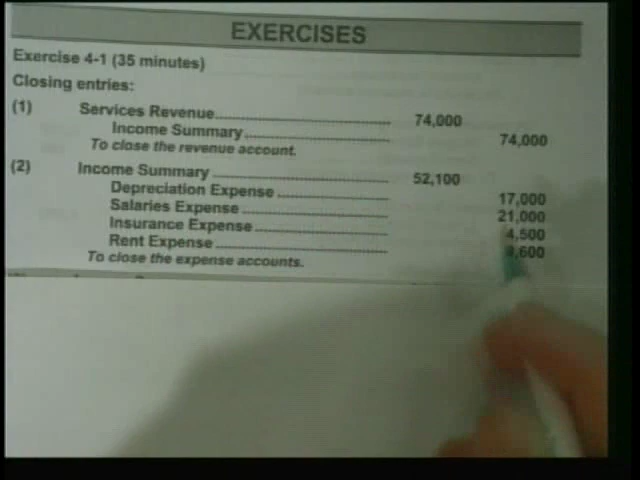 EXERCISES
Exercise 4-1 (35 minutes)
Closing entries:
(1) Services Revenue 74,000
Income Summary 74,000
To close the revenue account.
(2) Income Summary 52,100
Depreciation Expense 17,000
Salaries Expense 21,000
Insurance Expense 4,500
Rent Expense ,600
To close the expense accounts.